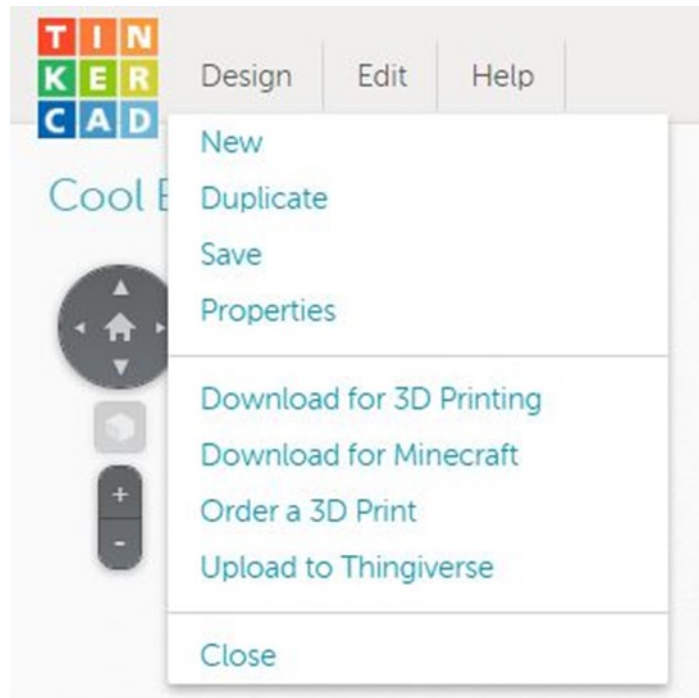 TIN
KER
CAD
Design Edit Help
New
Cool
Duplicate
Save
Properties
Download for 3D Printing
Download for Minecraft
Order a 3D Print
Upload to Thingiverse
+
-
Close